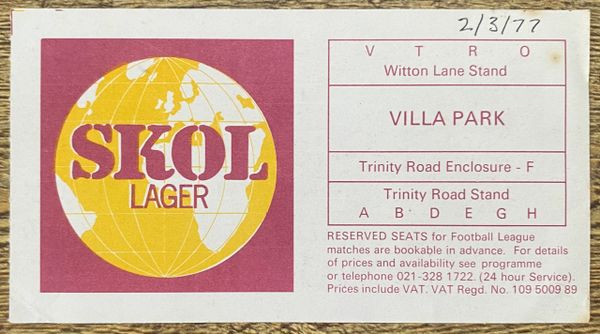 2/3/77
SKOL
LAGER
V T R O
Witton Lane Stand
VILLA PARK
Trinity Road Enclosure - F
Trinity Road Stand
A B D E G H
RESERVED SEATS for Football League
matches are bookable in advance. For details
of prices and availability see programme
or telephone 021-328 1722. (24 hour Service).
Prices include VAT. VAT Regd. No. 109 5009 89